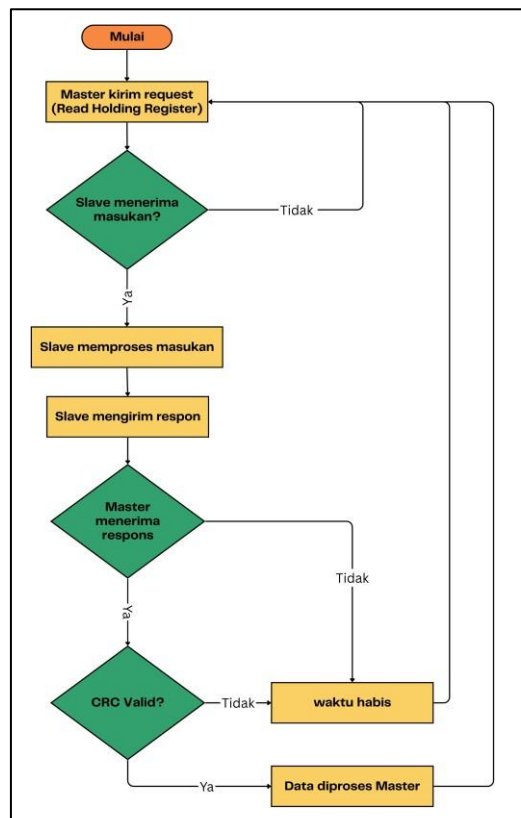 Mulai
Master kirim request
(Read Holding Register)
Slave menerima
masukan?
Tidak
Ya
Slave memproses masukan
Slave mengirim respon
Master
menerima
respons
Tidak
Ya
CRC Valid?
Tidak
waktu habis
Ya
Data diproses Master